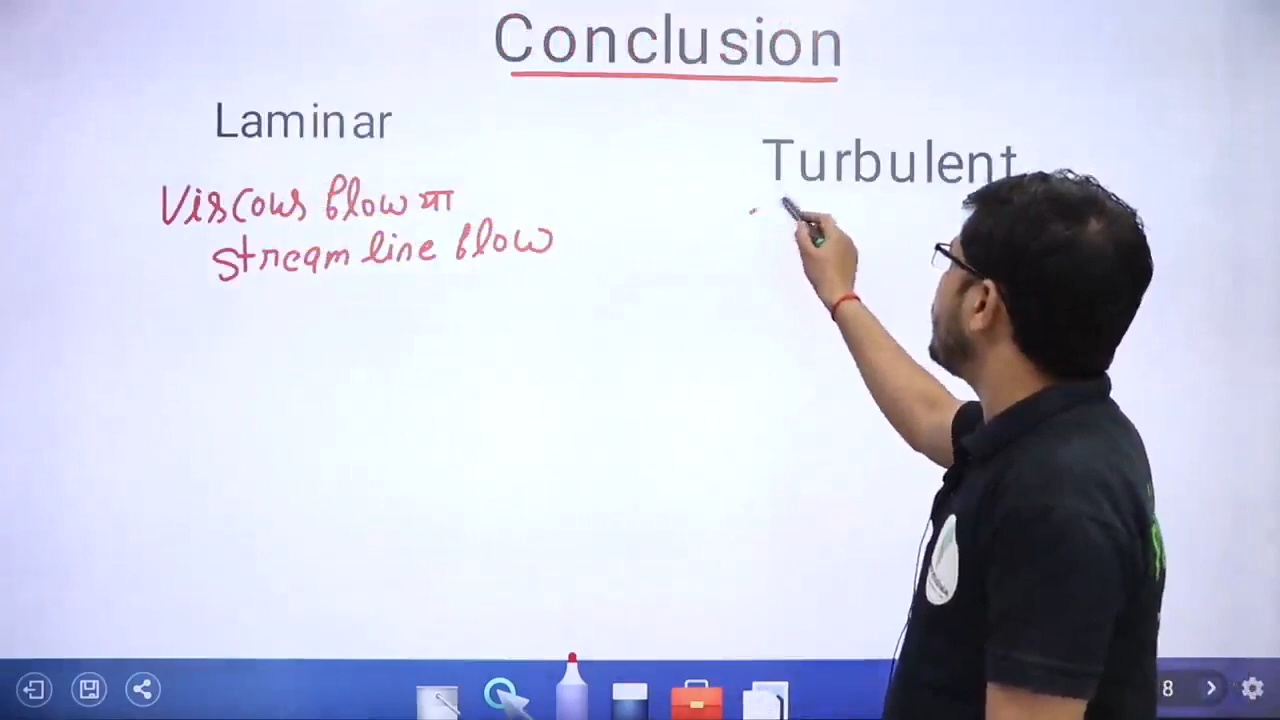 Conclusion
Laminar
Turbulent
Viscous flow या
stream line flow
8